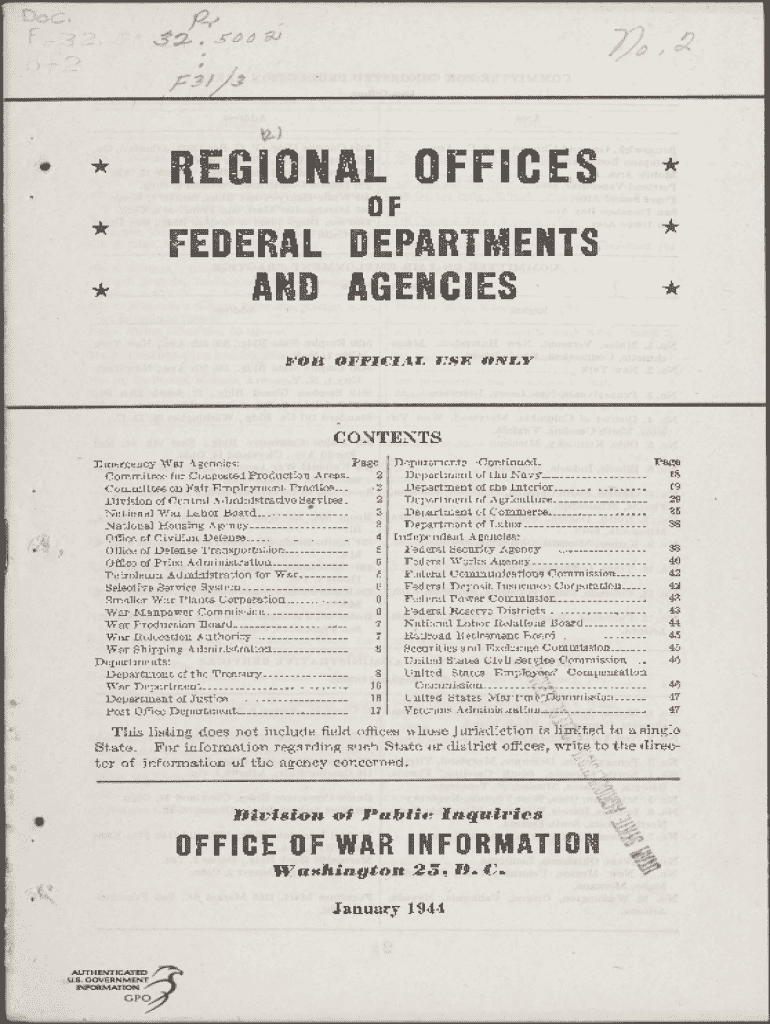 Doc.
Pr
32.5002
F31/3
No. 2
REGIONAL OFFICES
OF
FEDERAL DEPARTMENTS
AND AGENCIES
FOR OFFICIAL USE ONLY
CONTENTS
Emergency War Agencies: Page
Committee for Congested Production Areas. 2
Committee on Fair Employment Practice 2
Division of Central Administrative Services 2
National War Labor Board 3
National Housing Agency
Office of Civilian Defense 4
Office of Defense Transportation
Office of Price Administration
Petroleum Administration for War
Selective Service System
Smaller War Plants Corporation
War Manpower Commission
War Production Board 7
War Relocation Authority 7
War Shipping Administration 8
Departments:
Department of the Treasury 8
War Department 16
Department of Justice
Post Office Department 17
Departments—Continued. Page
Department of the Navy
Department of the Interior 19
Department of Agriculture 29
Department of Commerce 35
Department of Labor
Independent Agencies:
Federal Security Agency
Federal Works Agency 40
Federal Communications Commission 42
Federal Deposit Insurance Corporation
Federal Power Commission
Federal Reserve Districts 43
National Labor Relations Board 44
Railroad Retirement Board 45
Securities and Exchange Commission 45
United States Civil Service Commission 46
United States Employees' Compensation
Commission 46
United States Maritime Commission 47
Veterans Administration 47
This listing does not include field offices whose jurisdiction is limited to a single
State. For information regarding such State or district offices, write to the direc-
tor of information of the agency concerned.
Division of Public Inquiries
OFFICE OF WAR INFORMATION
Washington 25, D. C.
January 1944
AUTHENTICATED
U.S. GOVERNMENT
INFORMATION
GPO